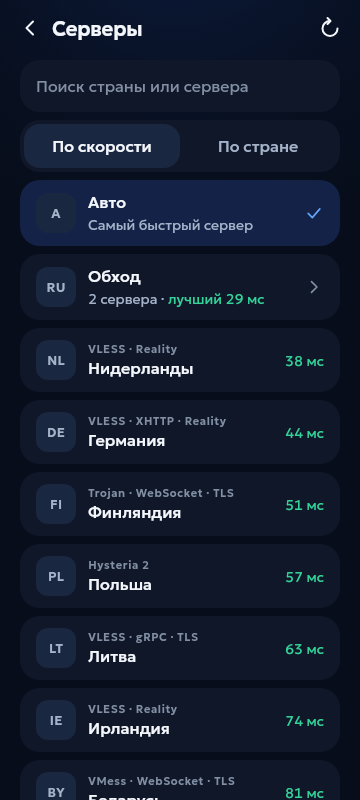 Серверы
Поиск страны или сервера
По скорости
По стране
A
Авто
Самый быстрый сервер
RU
Обход
2 сервера · лучший 29 мс
NL
VLESS · Reality
Нидерланды
38 мс
DE
VLESS · XHTTP · Reality
Германия
44 мс
FI
Trojan · WebSocket · TLS
Финляндия
51 мс
PL
Hysteria 2
Польша
57 мс
LT
VLESS · gRPC · TLS
Литва
63 мс
IE
VLESS · Reality
Ирландия
74 мс
BY
VMess · WebSocket · TLS
Беларусь
81 мс